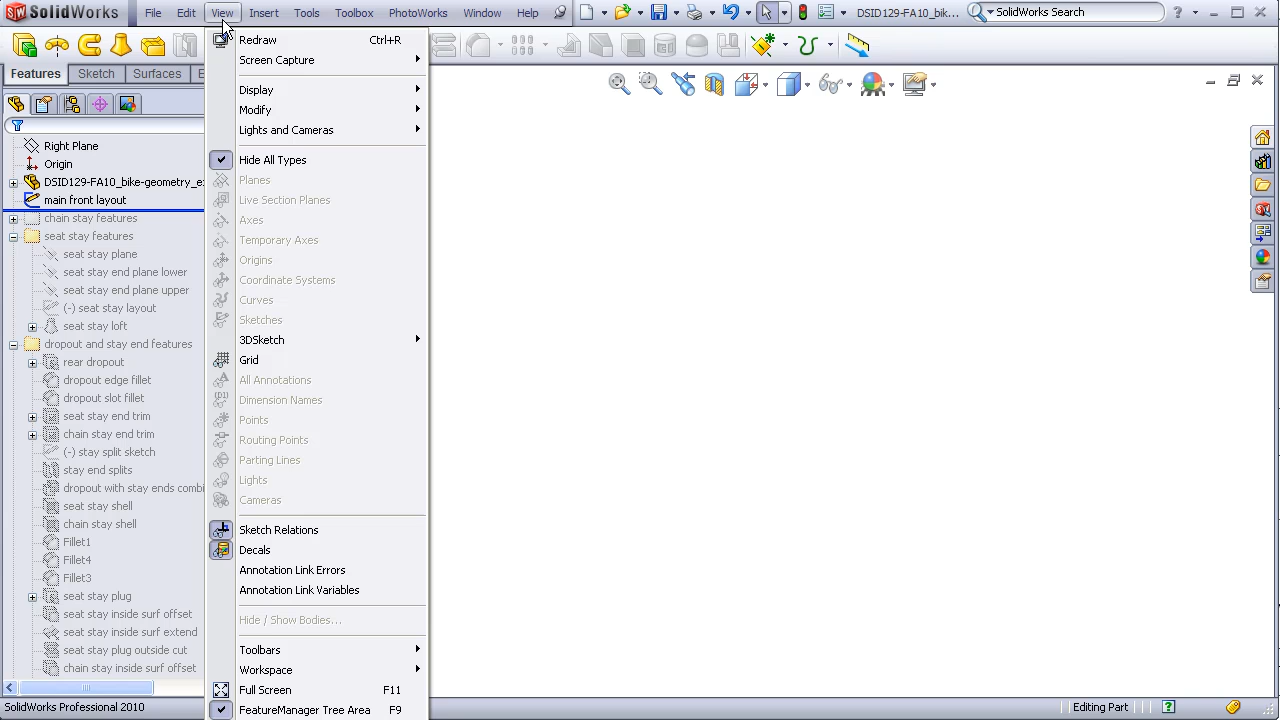 SolidWorks
File Edit View Insert Tools Toolbox PhotoWorks Window Help
DSID129-FA10_bik...
SolidWorks Search
Features Sketch Surfaces E
Right Plane
Origin
DSID129-FA10_bike-geometry_e
main front layout
chain stay features
seat stay features
seat stay plane
seat stay end plane lower
seat stay end plane upper
(-) seat stay layout
seat stay loft
dropout and stay end features
rear dropout
dropout edge fillet
dropout slot fillet
seat stay end trim
chain stay end trim
(-) stay split sketch
stay end splits
dropout with stay ends combi
seat stay shell
chain stay shell
Fillet1
Fillet4
Fillet3
seat stay plug
seat stay inside surf offset
seat stay inside surf extend
seat stay plug outside cut
chain stay inside surf offset
Redraw Ctrl+R
Screen Capture
Display
Modify
Lights and Cameras
Hide All Types
Planes
Live Section Planes
Axes
Temporary Axes
Origins
Coordinate Systems
Curves
Sketches
3DSketch
Grid
All Annotations
Dimension Names
Points
Routing Points
Parting Lines
Lights
Cameras
Sketch Relations
Decals
Annotation Link Errors
Annotation Link Variables
Hide / Show Bodies...
Toolbars
Workspace
Full Screen F11
FeatureManager Tree Area F9
SolidWorks Professional 2010
Editing Part